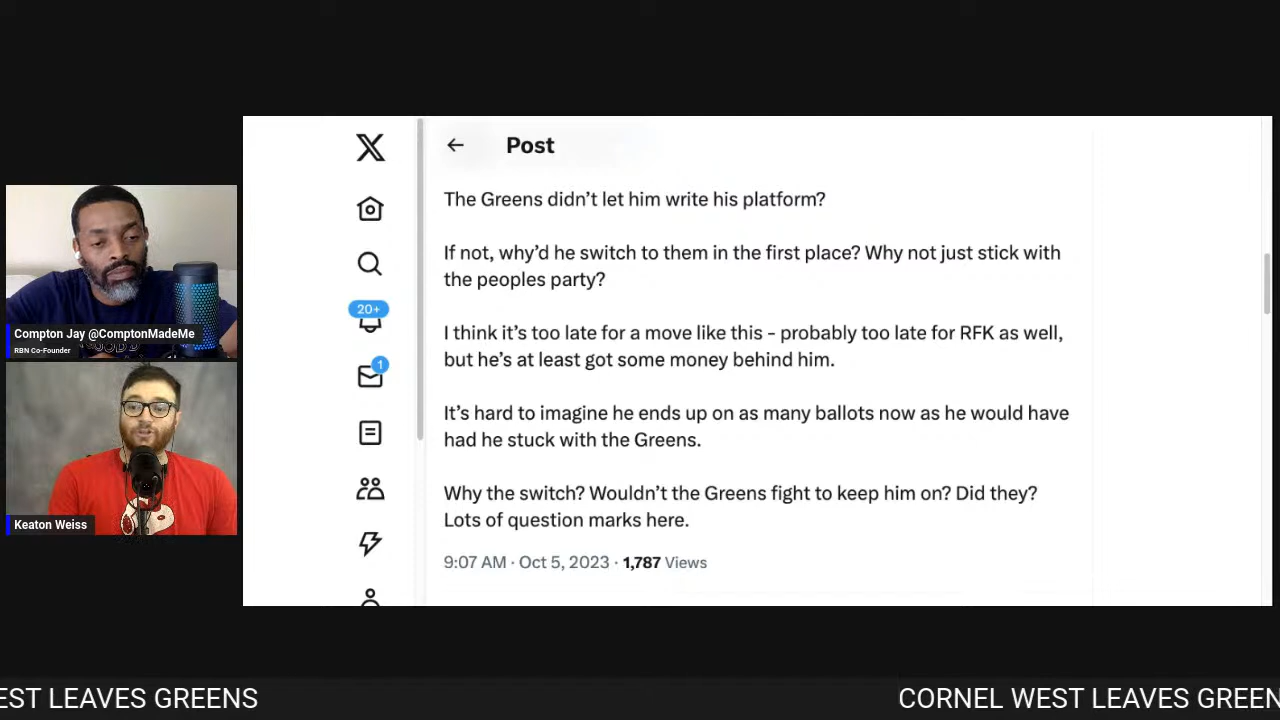 Post
The Greens didn’t let him write his platform?
If not, why’d he switch to them in the first place? Why not just stick with
the peoples party?
I think it’s too late for a move like this - probably too late for RFK as well,
but he’s at least got some money behind him.
It’s hard to imagine he ends up on as many ballots now as he would have
had he stuck with the Greens.
Why the switch? Wouldn’t the Greens fight to keep him on? Did they?
Lots of question marks here.
9:07 AM · Oct 5, 2023 · 1,787 Views
20+
1
Compton Jay @ComptonMadeMe
RBN Co-Founder
Keaton Weiss
EST LEAVES GREENS
CORNEL WEST LEAVES GREEN